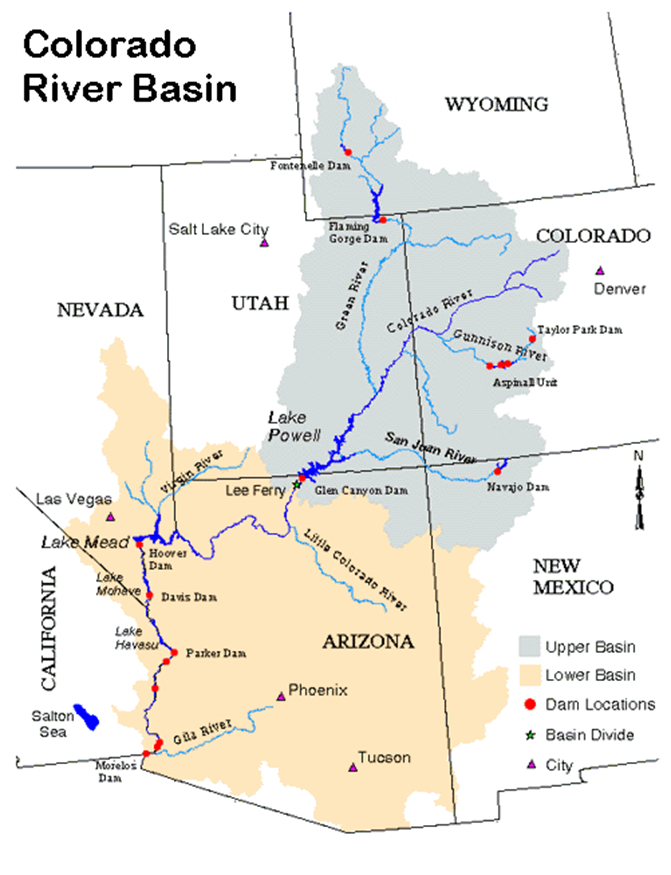 Colorado
River Basin
WYOMING
Fontenelle Dam
Salt Lake City
Flaming
Gorge Dam
COLORADO
Denver
NEVADA
UTAH
Green River
Colorado River
Gunnison River
Taylor Park Dam
Aspinall Unit
Lake
Powell
San Juan River
Virgin River
Lee Ferry
Glen Canyon Dam
Navajo Dam
N
Las Vegas
Lake Mead
Hoover
Dam
Little Colorado River
Lake
Mohave
Davis Dam
NEW
MEXICO
CALIFORNIA
Lake
Havasu
Parker Dam
ARIZONA
Upper Basin
Lower Basin
Phoenix
Dam Locations
Salton
Sea
Gila River
Basin Divide
Morelos
Dam
Tucson
City